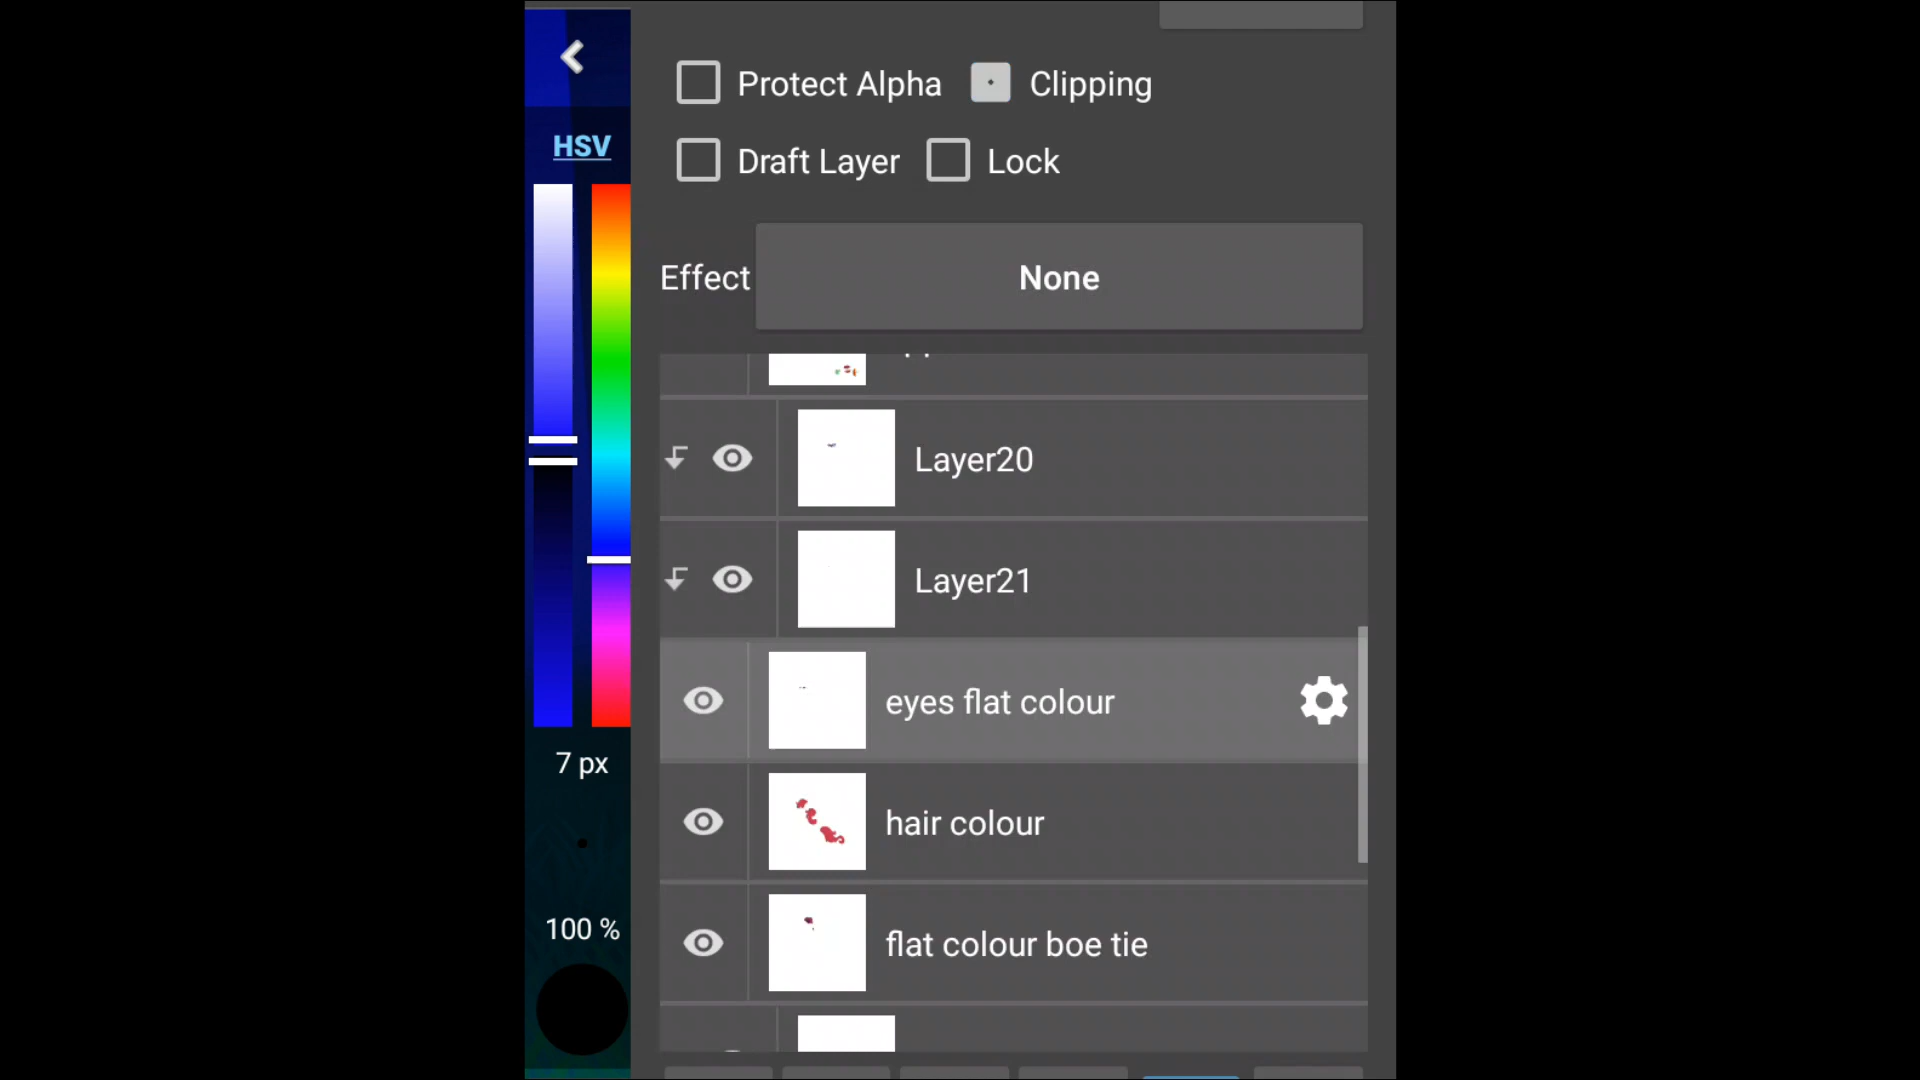 Protect Alpha Clipping
HSV
Draft Layer Lock
Effect None
Layer20
Layer21
eyes flat colour
7 px
hair colour
100 %
flat colour boe tie